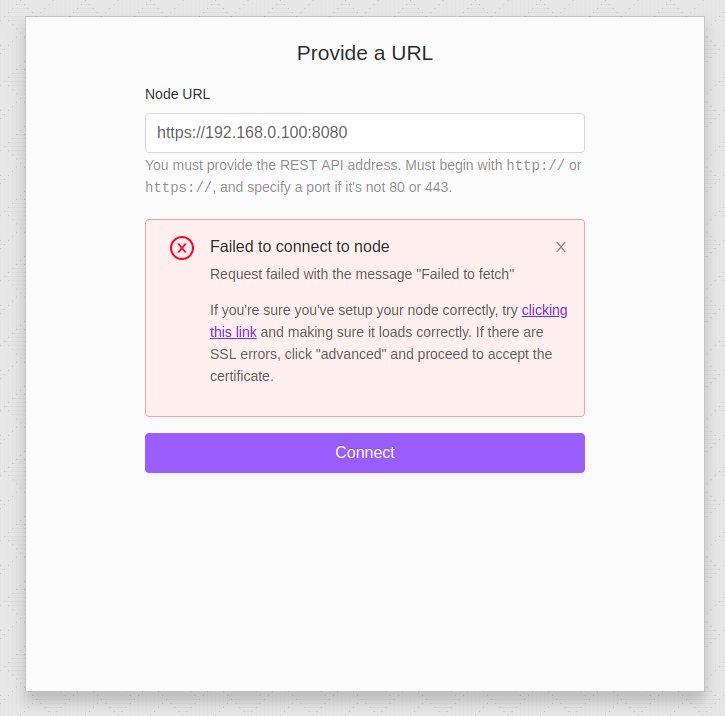 Provide a URL
Node URL
https://192.168.0.100:8080
You must provide the REST API address. Must begin with http:// or
https://, and specify a port if it's not 80 or 443.
Failed to connect to node
Request failed with the message "Failed to fetch"
If you're sure you've setup your node correctly, try clicking
this link and making sure it loads correctly. If there are
SSL errors, click "advanced" and proceed to accept the
certificate.
Connect